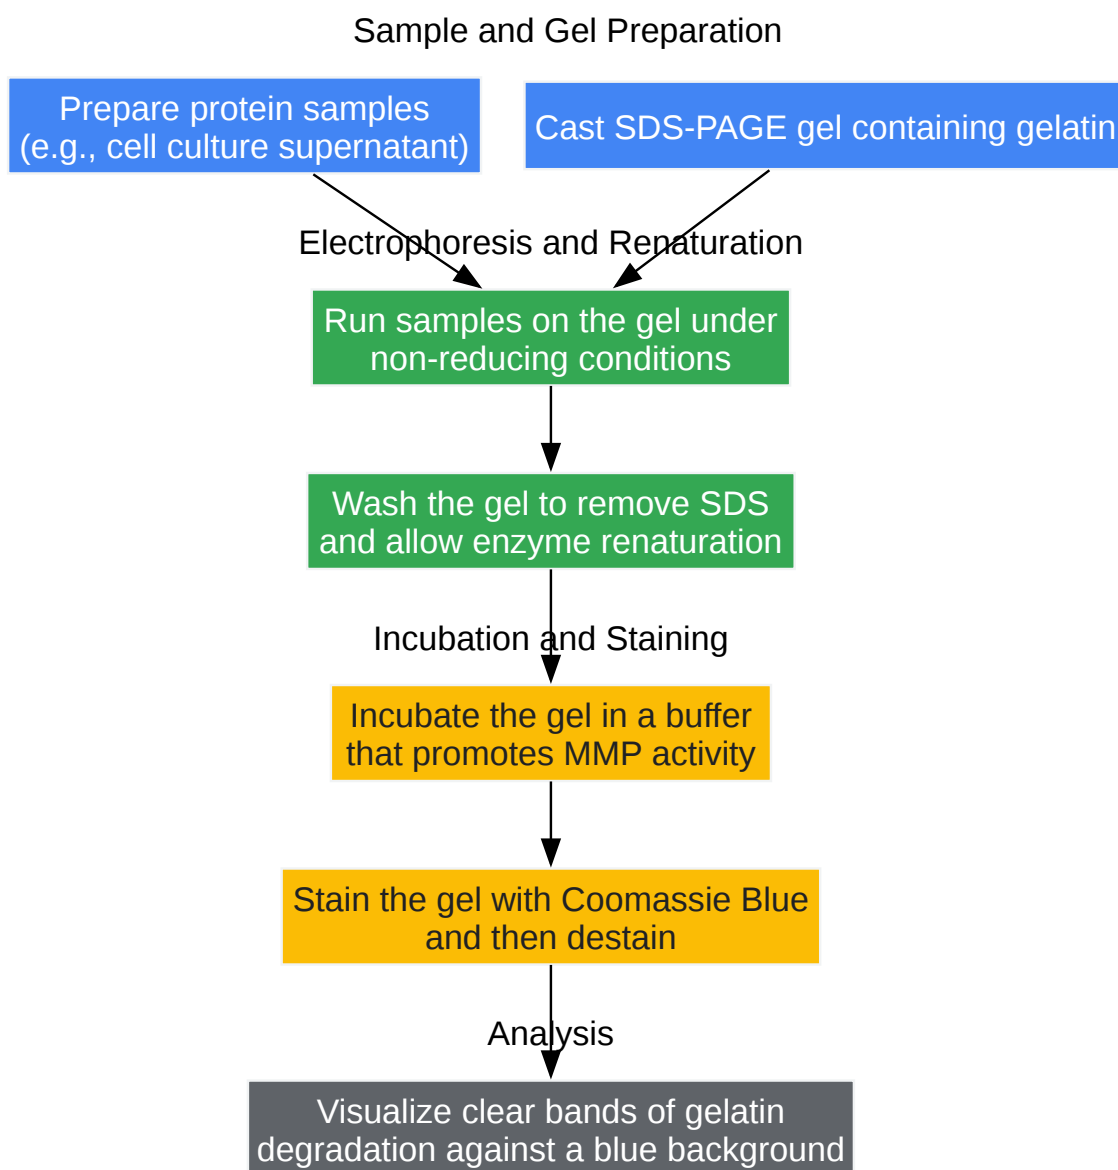 Sample and Gel Preparation
Prepare protein samples
(e.g., cell culture supernatant)
Cast SDS-PAGE gel containing gelatin
Electrophoresis and Renaturation
Run samples on the gel under
non-reducing conditions
Wash the gel to remove SDS
and allow enzyme renaturation
Incubation and Staining
Incubate the gel in a buffer
that promotes MMP activity
Stain the gel with Coomassie Blue
and then destain
Analysis
Visualize clear bands of gelatin
degradation against a blue background